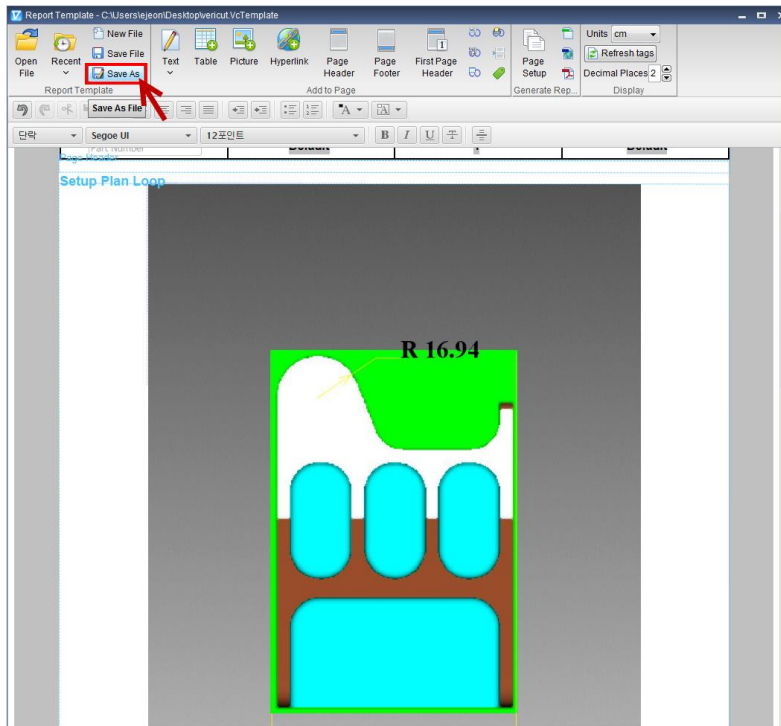 Report Template - C:\Users\ejeon\Desktop\vericut.VcTemplate
New File
Save File
Save As
Open File
Recent
Text
Table
Picture
Hyperlink
Page Header
Page Footer
First Page Header
Page Setup
Units cm
Refresh tags
Decimal Places 2
Report Template
Add to Page
Generate Rep...
Display
Save As File
단락
Segoe UI
12포인트
B I U 가
Part Number
Default
Default
Page Header
Setup Plan Loop
R 16.94